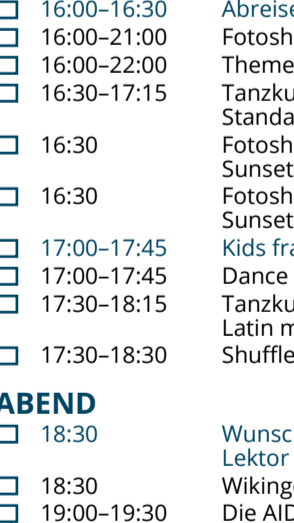 16:00–16:30 Abreise
16:00–21:00 Fotosh
16:00–22:00 Theme
16:30–17:15 Tanzku
Standa
16:30 Fotosh
Sunset
16:30 Fotosh
Sunset
17:00–17:45 Kids fra
17:00–17:45 Dance
17:30–18:15 Tanzku
Latin m
17:30–18:30 Shuffle
ABEND
18:30 Wunsc
Lektor
18:30 Wikinge
19:00–19:30 Die AID